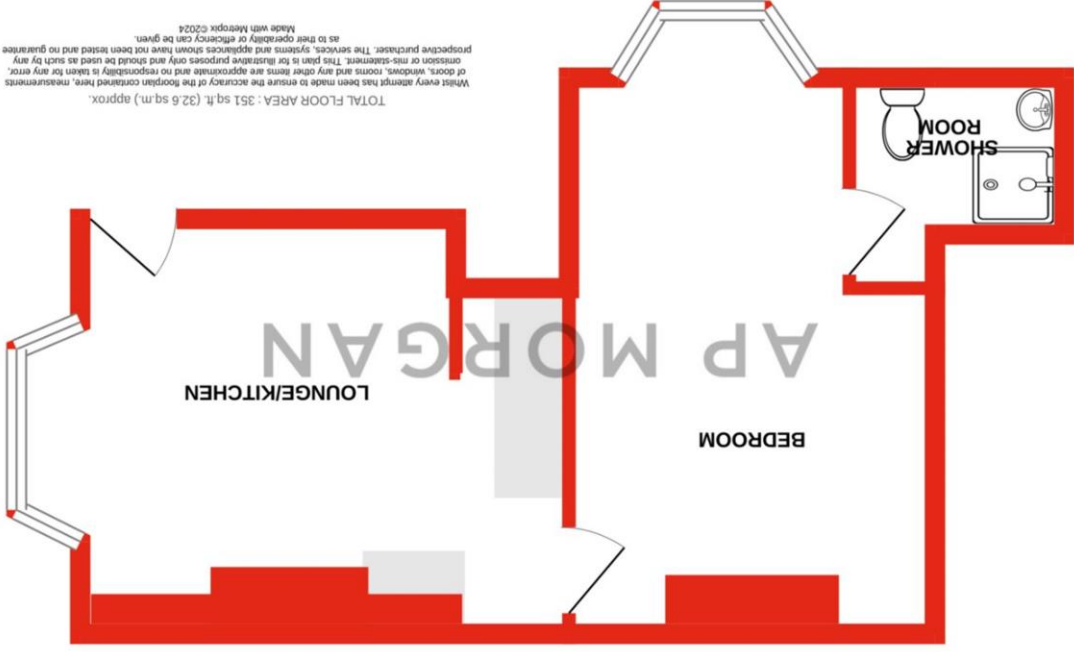 BEDROOM
LOUNGE/KITCHEN
AP MORGAN
SHOWER
ROOM
TOTAL FLOOR AREA : 351 sq.ft. (32.6 sq.m.) approx.
Whilst every attempt has been made to ensure the accuracy of the floorplan contained here, measurements
of doors, windows, rooms and any other items are approximate and no responsibility is taken for any error,
omission or mis-statement. This plan is for illustrative purposes only and should be used as such by any
prospective purchaser. The services, systems and appliances shown have not been tested and no guarantee
as to their operability or efficiency can be given.
Made with Metropix ©2024